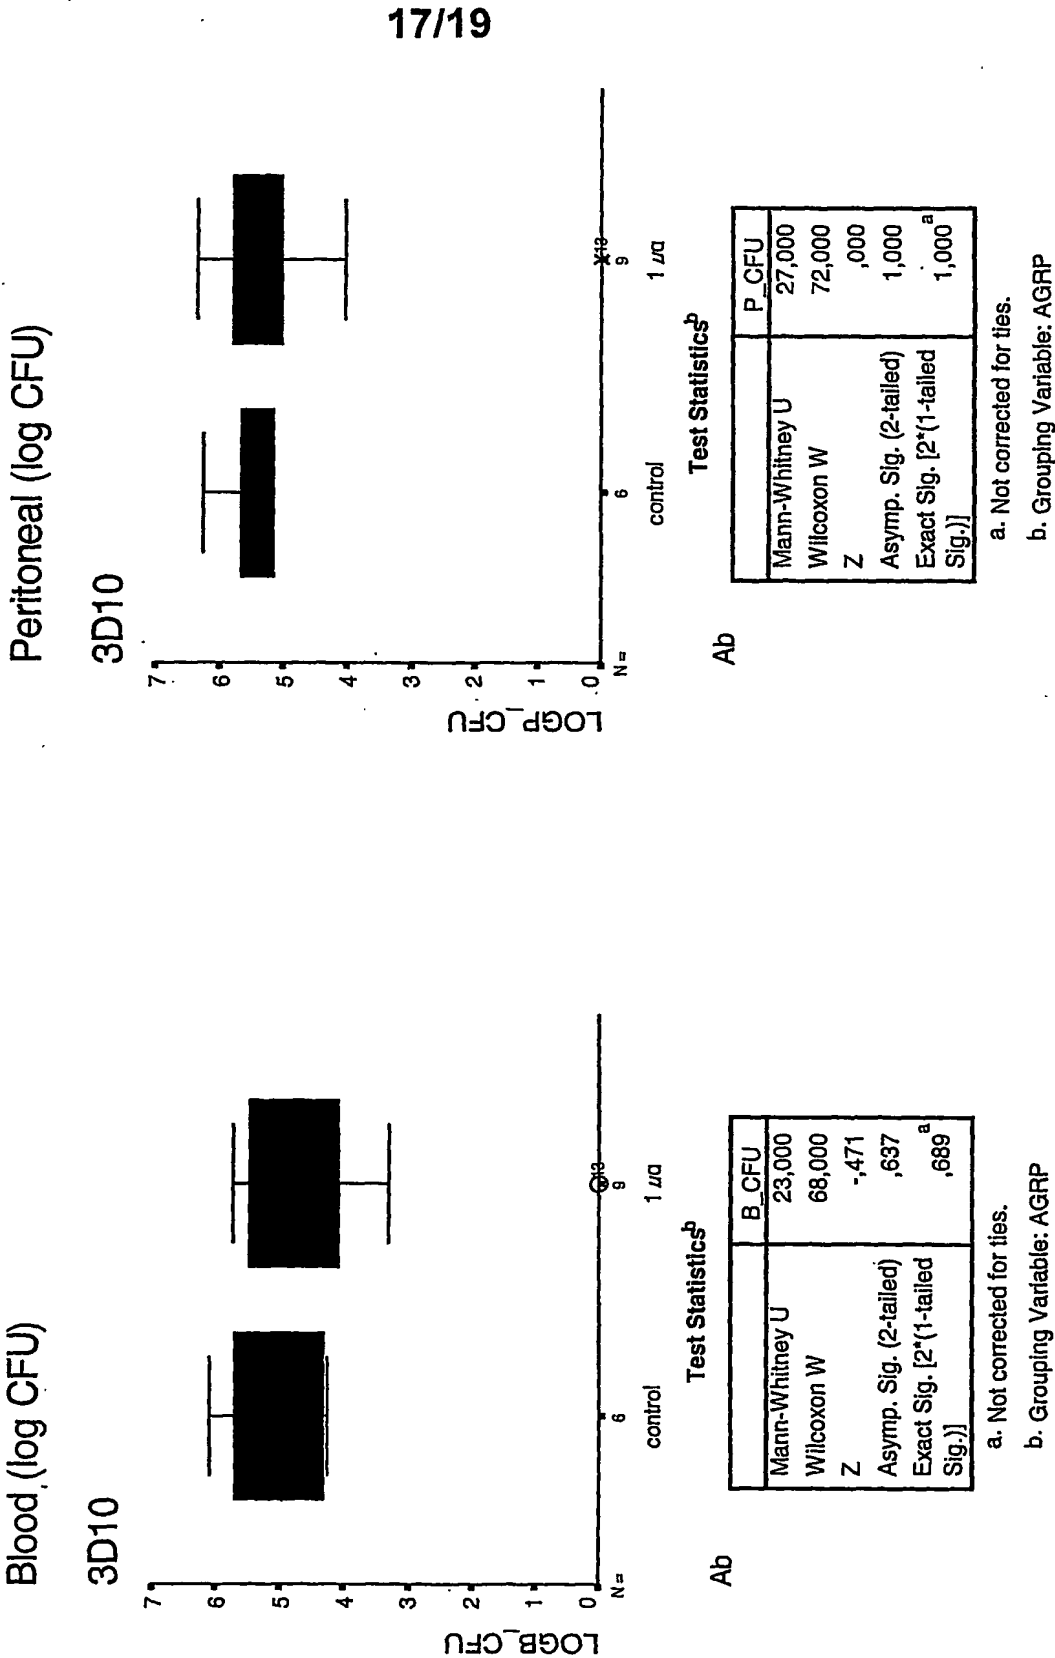 17/19
Blood (log CFU)
3D10
LOGB_CFU
7
6
5
4
3
2
1
0
N =
6
9
control
1 µg
Ab
Test Statistics b
B_CFU
Mann-Whitney U 23,000
Wilcoxon W 68,000
Z -,471
Asymp. Sig. (2-tailed) ,637
Exact Sig. [2*(1-tailed
Sig.)] ,689 a
a. Not corrected for ties.
b. Grouping Variable: AGRP
Peritoneal (log CFU)
3D10
LOGP_CFU
7
6
5
4
3
2
1
0
N =
6
9
13
control
1 µg
Ab
Test Statistics b
P_CFU
Mann-Whitney U 27,000
Wilcoxon W 72,000
Z ,000
Asymp. Sig. (2-tailed) 1,000
Exact Sig. [2*(1-tailed
Sig.)] 1,000 a
a. Not corrected for ties.
b. Grouping Variable: AGRP